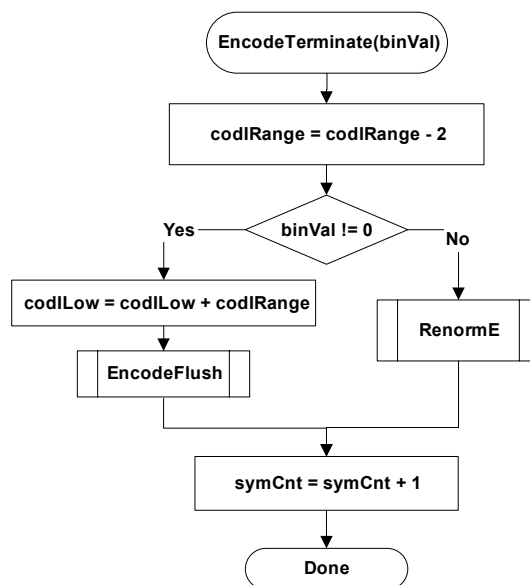 EncodeTerminate(binVal)
codIRange = codIRange - 2
binVal != 0
Yes
No
codILow = codILow + codIRange
RenormE
EncodeFlush
symCnt = symCnt + 1
Done